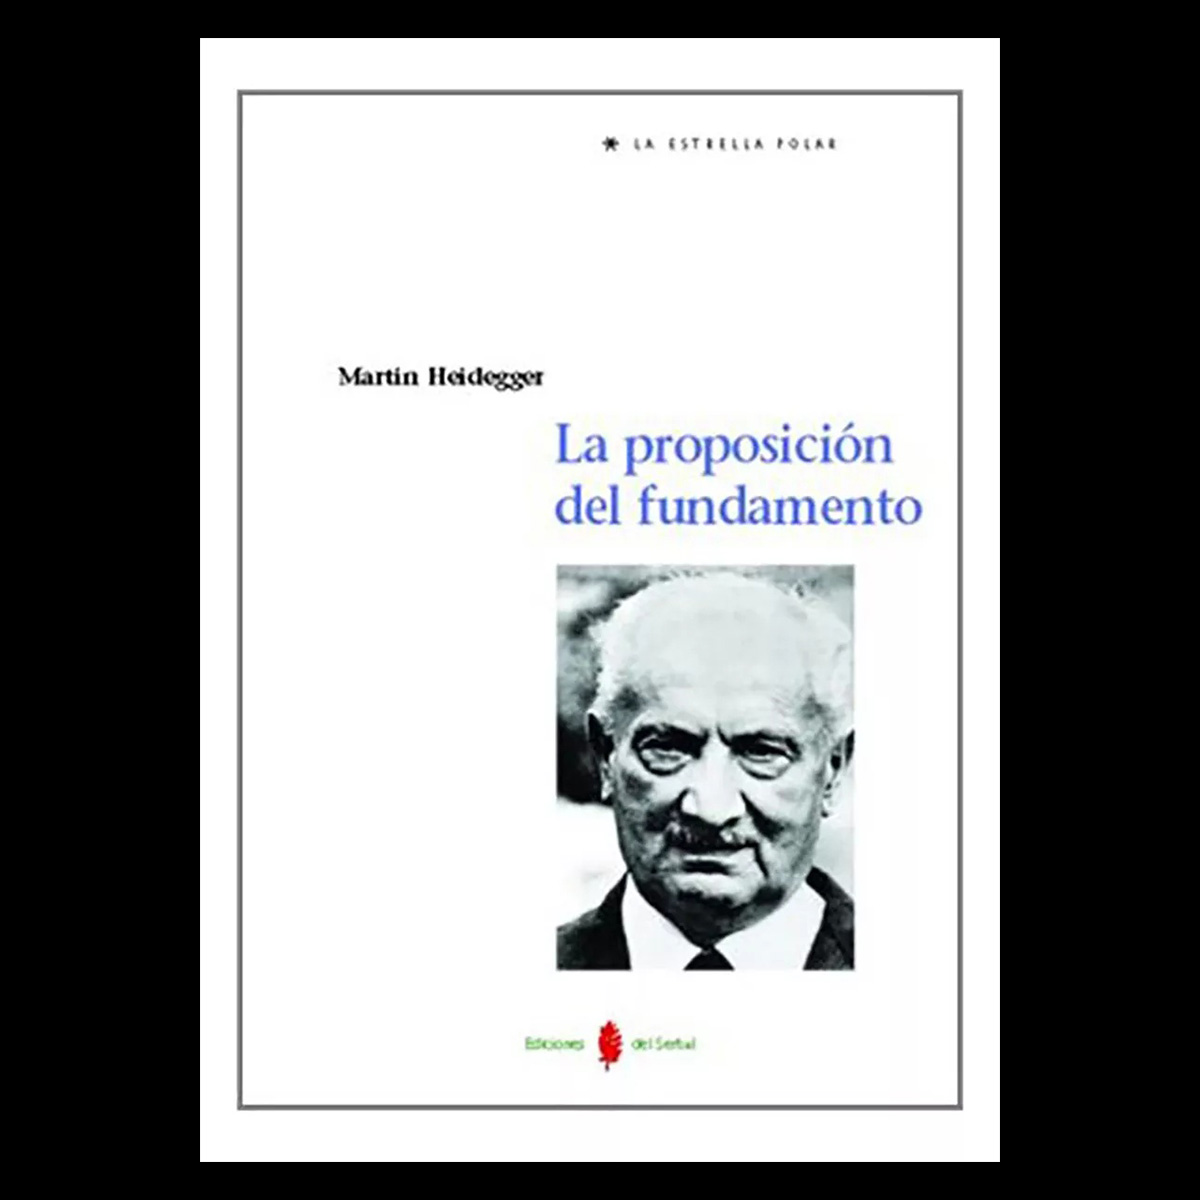 * LA ESTRELLA POLAR
Martin Heidegger
La proposición
del fundamento
Ediciones del Serbal